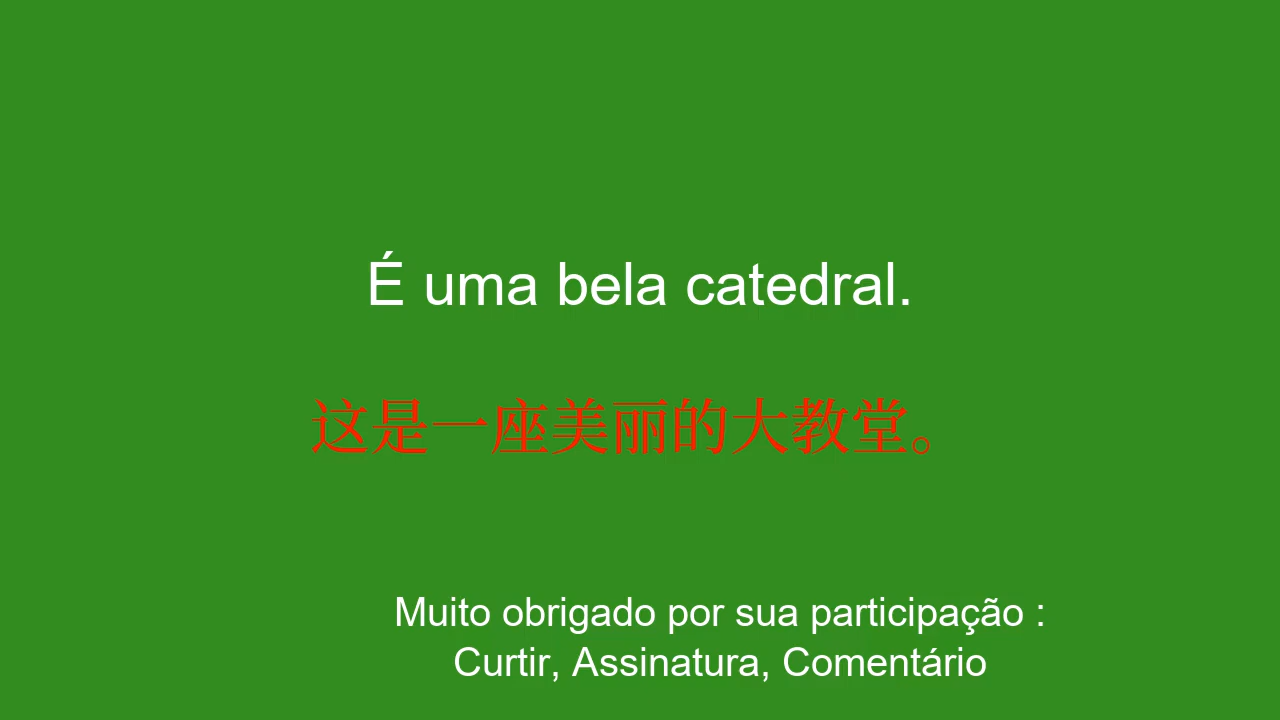 É uma bela catedral.
这是一座美丽的大教堂。
Muito obrigado por sua participação :
Curtir, Assinatura, Comentário